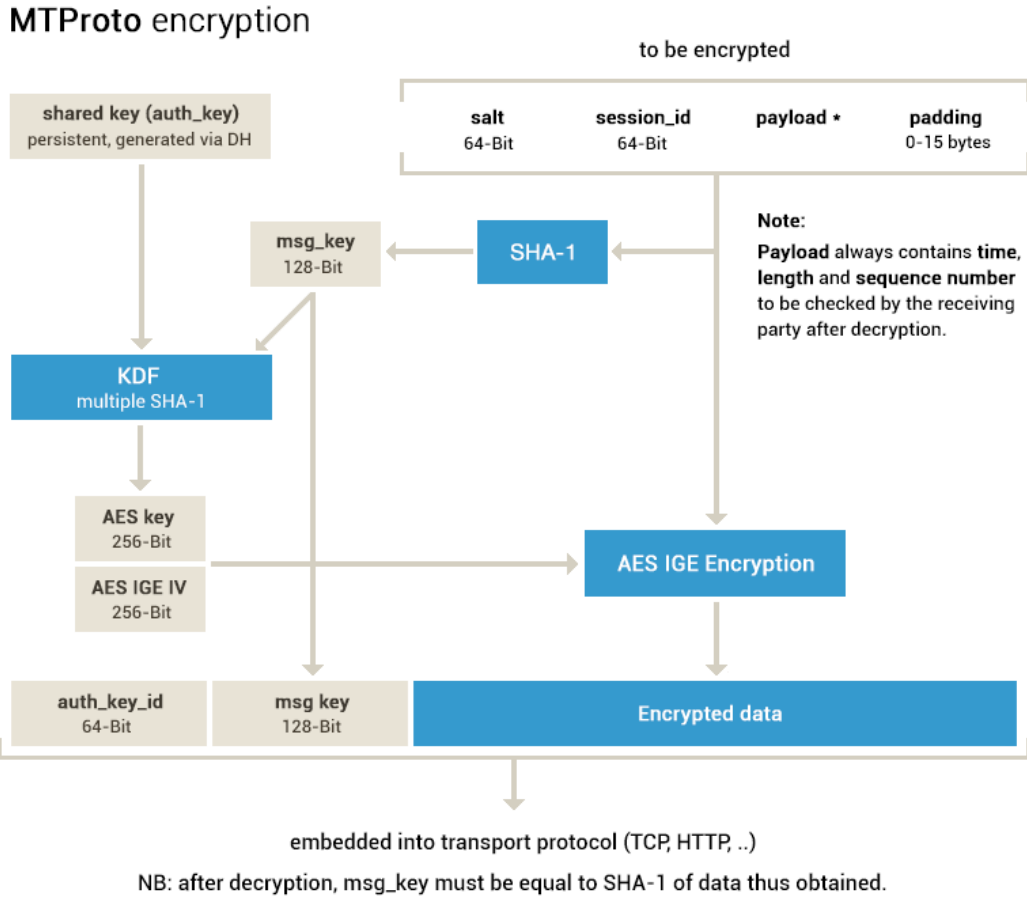 MTProto encryption
to be encrypted
shared key (auth_key)
persistent, generated via DH
salt
64-Bit
session_id
64-Bit
payload *
padding
0-15 bytes
Note:
Payload always contains time,
length and sequence number
to be checked by the receiving
party after decryption.
msg_key
128-Bit
SHA-1
KDF
multiple SHA-1
AES key
256-Bit
AES IGE IV
256-Bit
AES IGE Encryption
auth_key_id
64-Bit
msg key
128-Bit
Encrypted data
embedded into transport protocol (TCP, HTTP, ..)
NB: after decryption, msg_key must be equal to SHA-1 of data thus obtained.